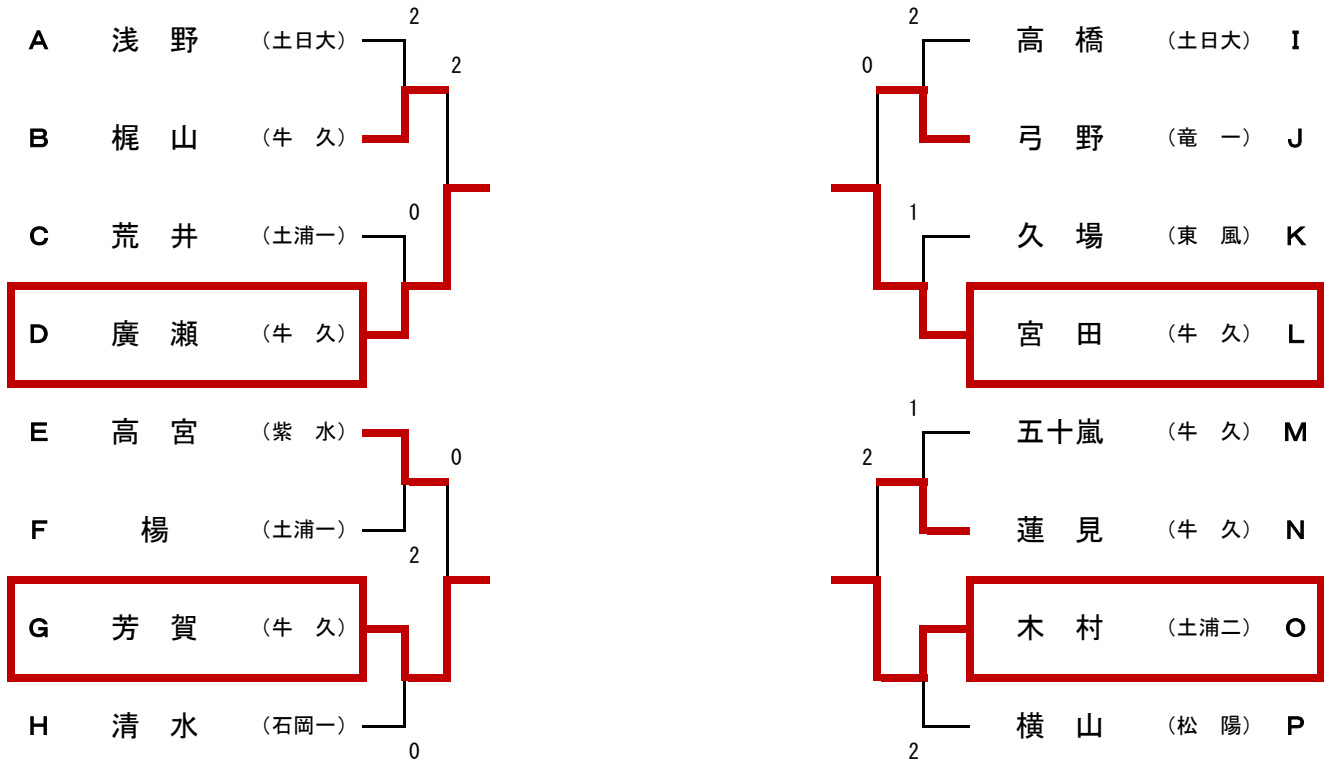 2 2
A 浅 野 （土日大） 高 橋 （土日大） I
2 0
B 梶 山 （牛 久） 弓 野 （竜 一） J
0 1
C 荒 井 （土浦一） 久 場 （東 風） K
D 廣 瀬 （牛 久） 宮 田 （牛 久） L
1
E 高 宮 （紫 水） 五十嵐 （牛 久） M
0 2
F 楊 （土浦一） 蓮 見 （牛 久） N
2
G 芳 賀 （牛 久） 木 村 （土浦二） O
H 清 水 （石岡一） 横 山 （松 陽） P
0 2